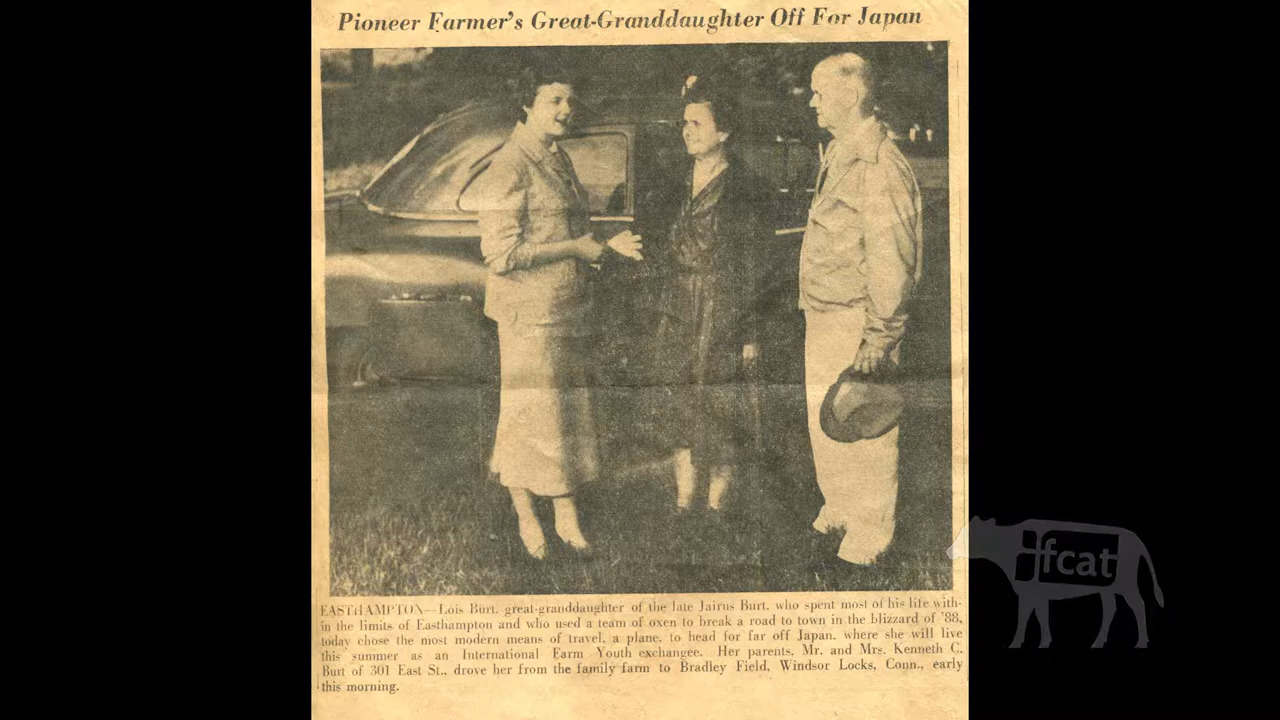 Pioneer Farmer's Great-Granddaughter Off For Japan
EASTHAMPTON—Lois Burt, great-granddaughter of the late Jairus Burt, who spent most of his life with-
in the limits of Easthampton and who used a team of oxen to break a road to town in the blizzard of '88,
today chose the most modern means of travel, a plane, to head for far off Japan, where she will live
this summer as an International Farm Youth exchangee. Her parents, Mr. and Mrs. Kenneth C.
Burt of 301 East St., drove her from the family farm to Bradley Field, Windsor Locks, Conn., early
this morning.
fcat